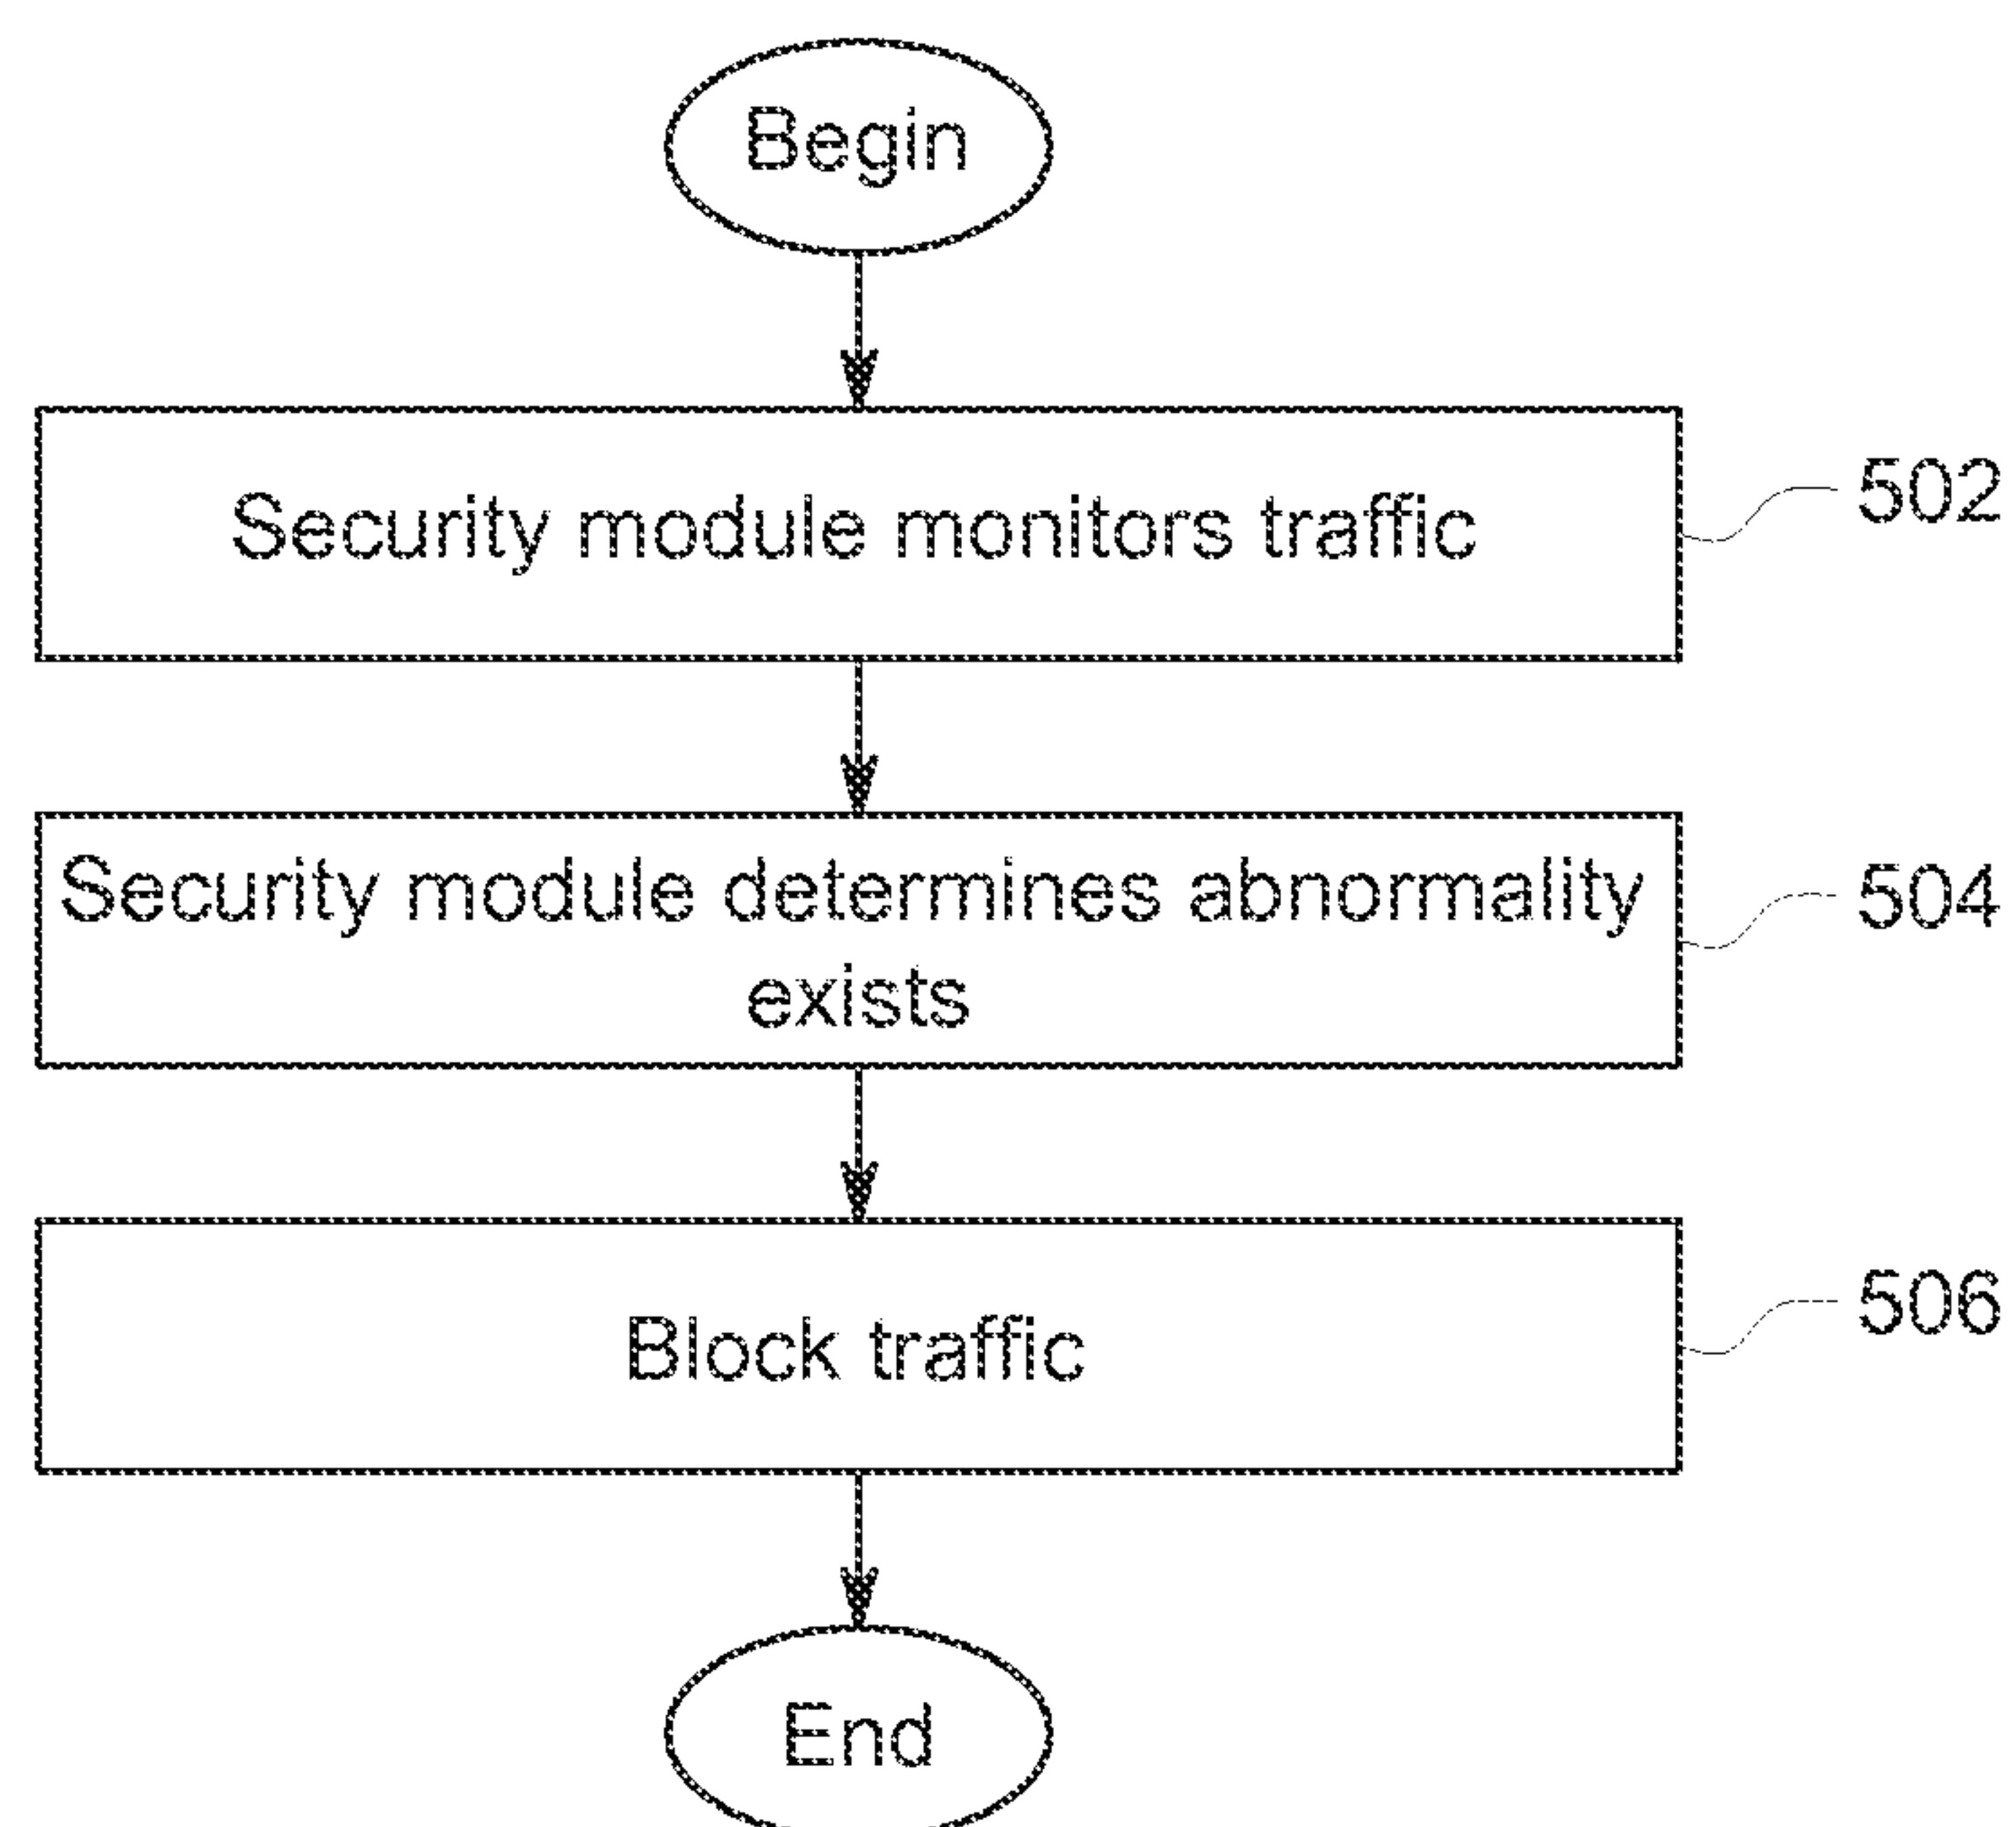 Begin
Security module monitors traffic
502
Security module determines abnormality
exists
504
Block traffic
506
End